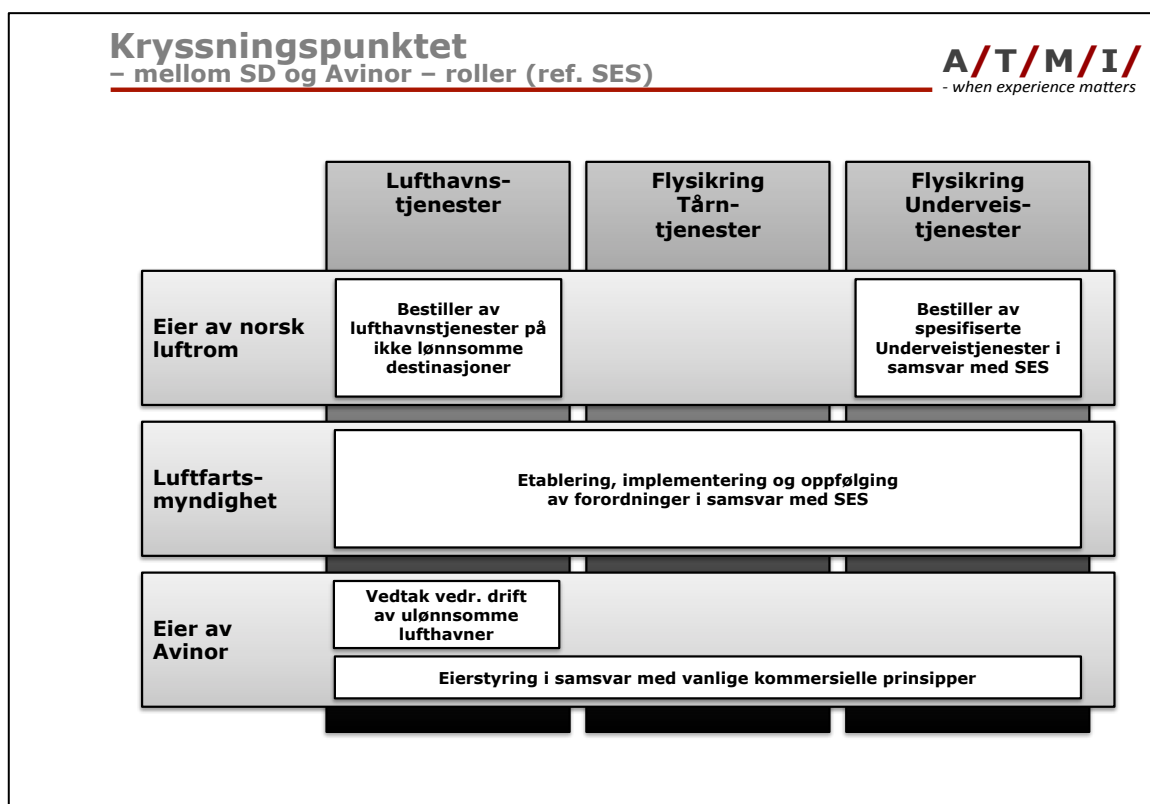 Kryssningspunktet
– mellom SD og Avinor – roller (ref. SES)
A/T/M/I/
- when experience matters
Lufthavns-
tjenester
Flysikring
Tårn-
tjenester
Flysikring
Underveis-
tjenester
Eier av norsk
luftrom
Bestiller av
lufthavnstjenester på
ikke lønnsomme
destinasjoner
Bestiller av
spesifiserte
Underveistjenester i
samsvar med SES
Luftfarts-
myndighet
Etablering, implementering og oppfølging
av forordninger i samsvar med SES
Eier av
Avinor
Vedtak vedr. drift
av ulønnsomme
lufthavner
Eierstyring i samsvar med vanlige kommersielle prinsipper